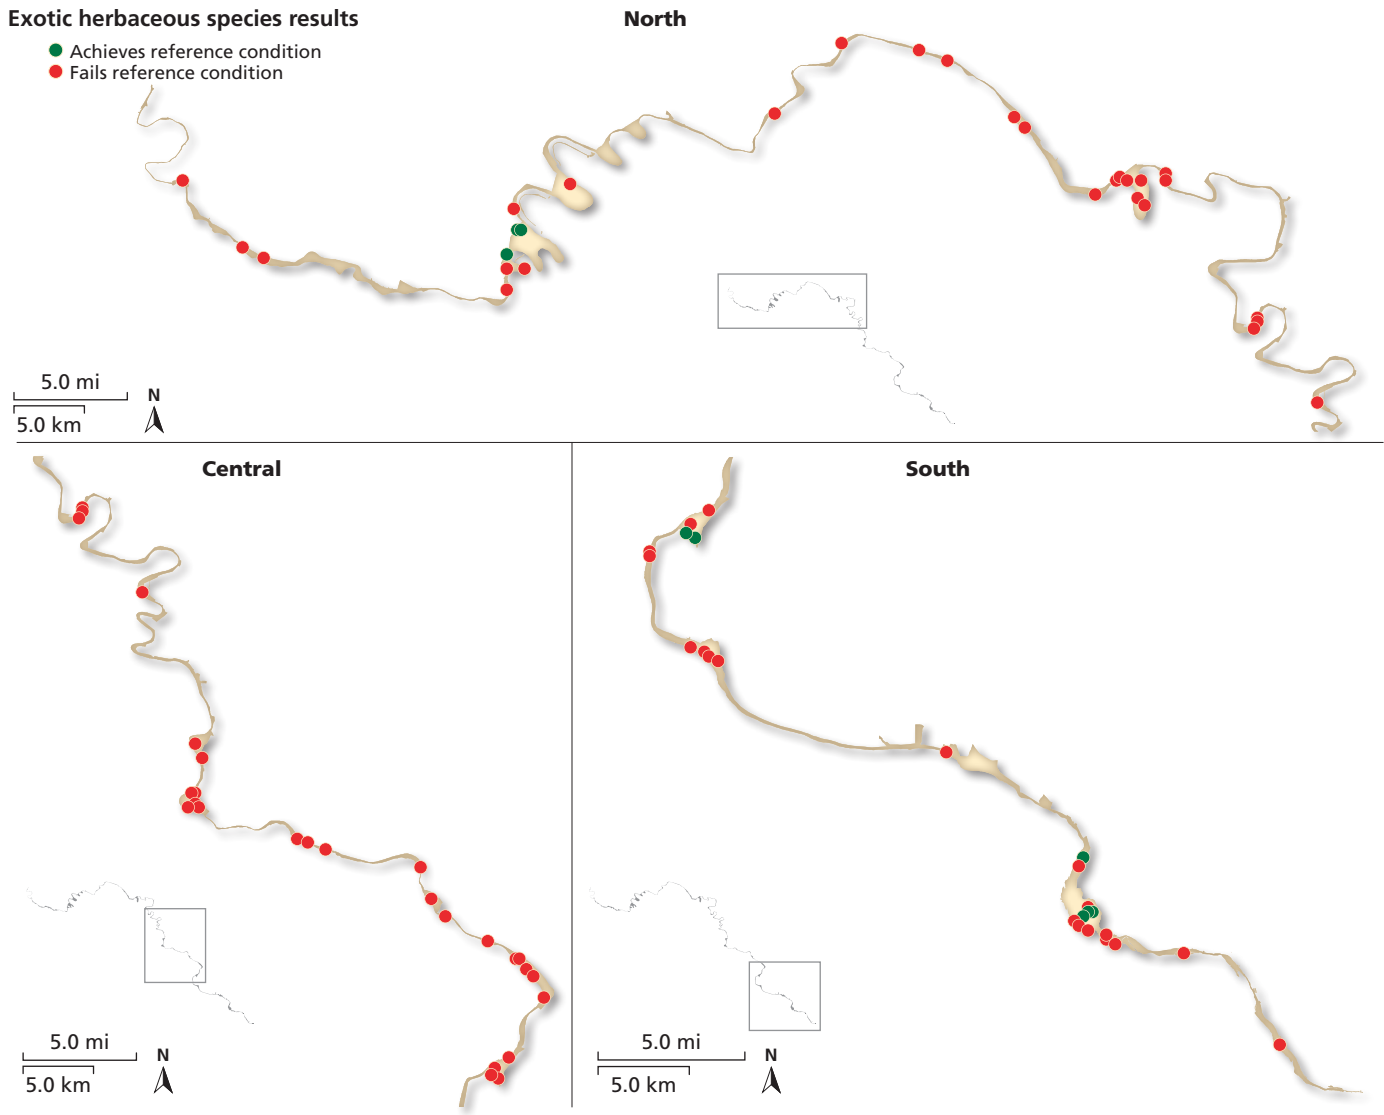 Exotic herbaceous species results
Achieves reference condition
Fails reference condition
North
5.0 mi
5.0 km
N
Central
5.0 mi
5.0 km
N
South
5.0 mi
5.0 km
N